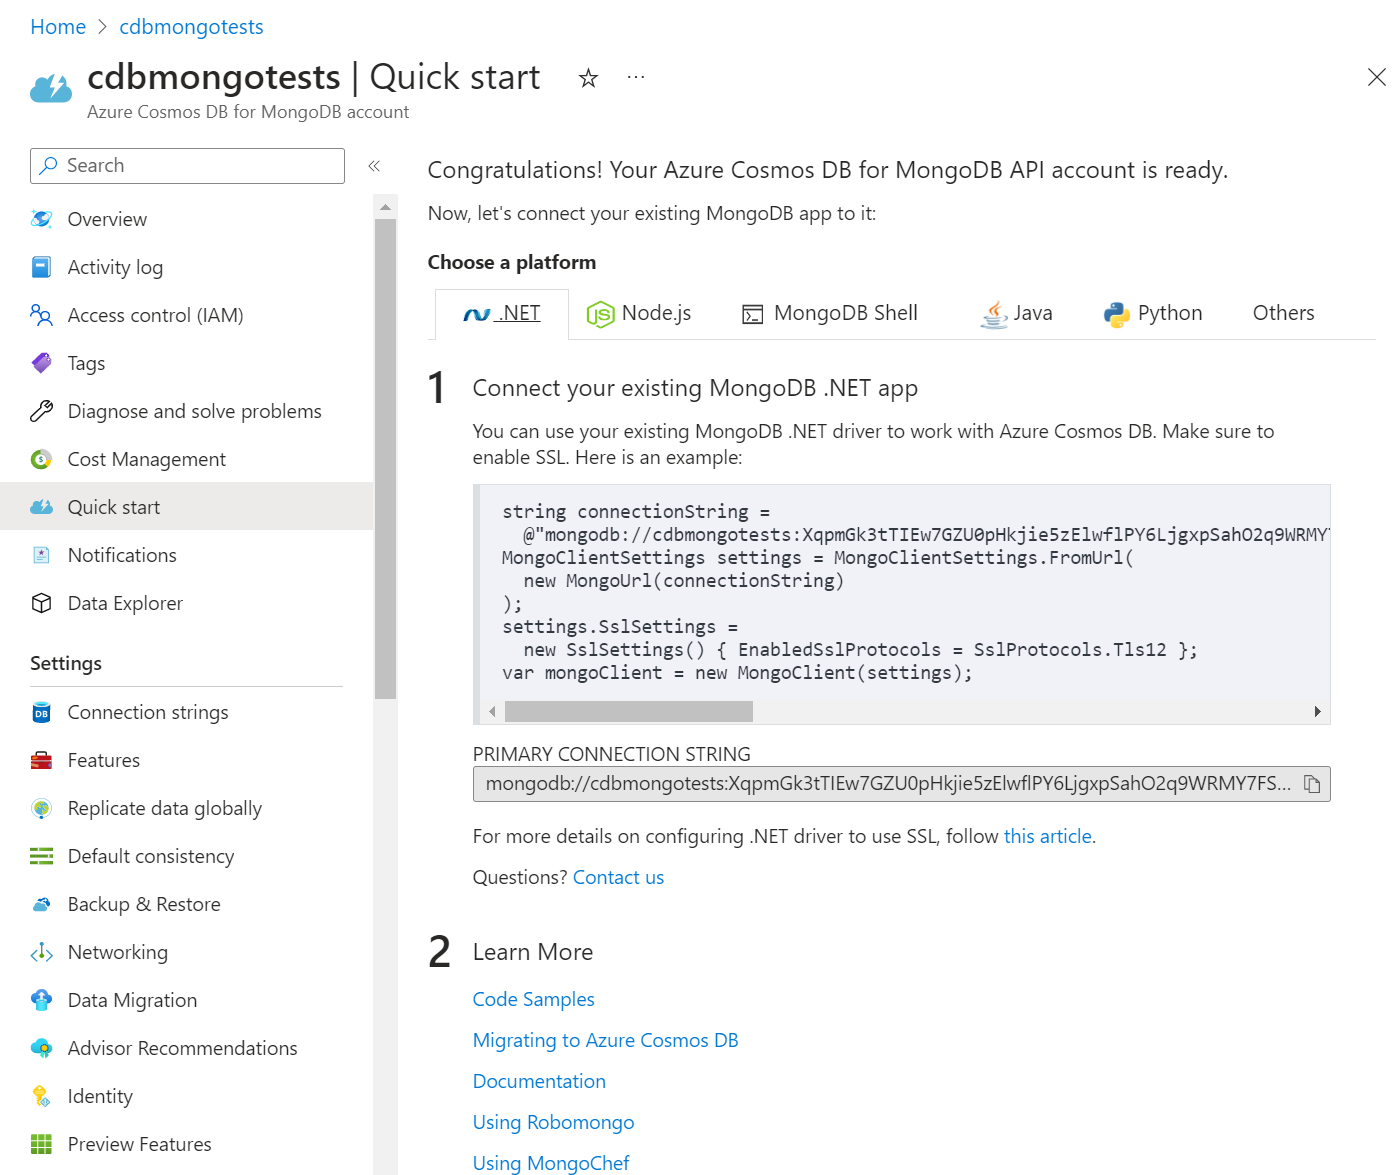 Home > cdbmongotests
cdbmongotests | Quick start
Azure Cosmos DB for MongoDB account
Search
Overview
Activity log
Access control (IAM)
Tags
Diagnose and solve problems
Cost Management
Quick start
Notifications
Data Explorer
Settings
Connection strings
Features
Replicate data globally
Default consistency
Backup & Restore
Networking
Data Migration
Advisor Recommendations
Identity
Preview Features
Congratulations! Your Azure Cosmos DB for MongoDB API account is ready.
Now, let's connect your existing MongoDB app to it:
Choose a platform
.NET
Node.js
MongoDB Shell
Java
Python
Others
1 Connect your existing MongoDB .NET app
You can use your existing MongoDB .NET driver to work with Azure Cosmos DB. Make sure to
enable SSL. Here is an example:
string connectionString =
@"mongodb://cdbmongotests:XqpmGk3tTIEw7GZU0pHkjie5zElwflPY6LjgxpSahO2q9WRMY
MongoClientSettings settings = MongoClientSettings.FromUrl(
new MongoUrl(connectionString)
);
settings.SslSettings =
new SslSettings() { EnabledSslProtocols = SslProtocols.Tls12 };
var mongoClient = new MongoClient(settings);
PRIMARY CONNECTION STRING
mongodb://cdbmongotests:XqpmGk3tTIEw7GZU0pHkjie5zElwflPY6LjgxpSahO2q9WRMY7FS...
For more details on configuring .NET driver to use SSL, follow this article.
Questions? Contact us
2 Learn More
Code Samples
Migrating to Azure Cosmos DB
Documentation
Using Robomongo
Using MongoChef